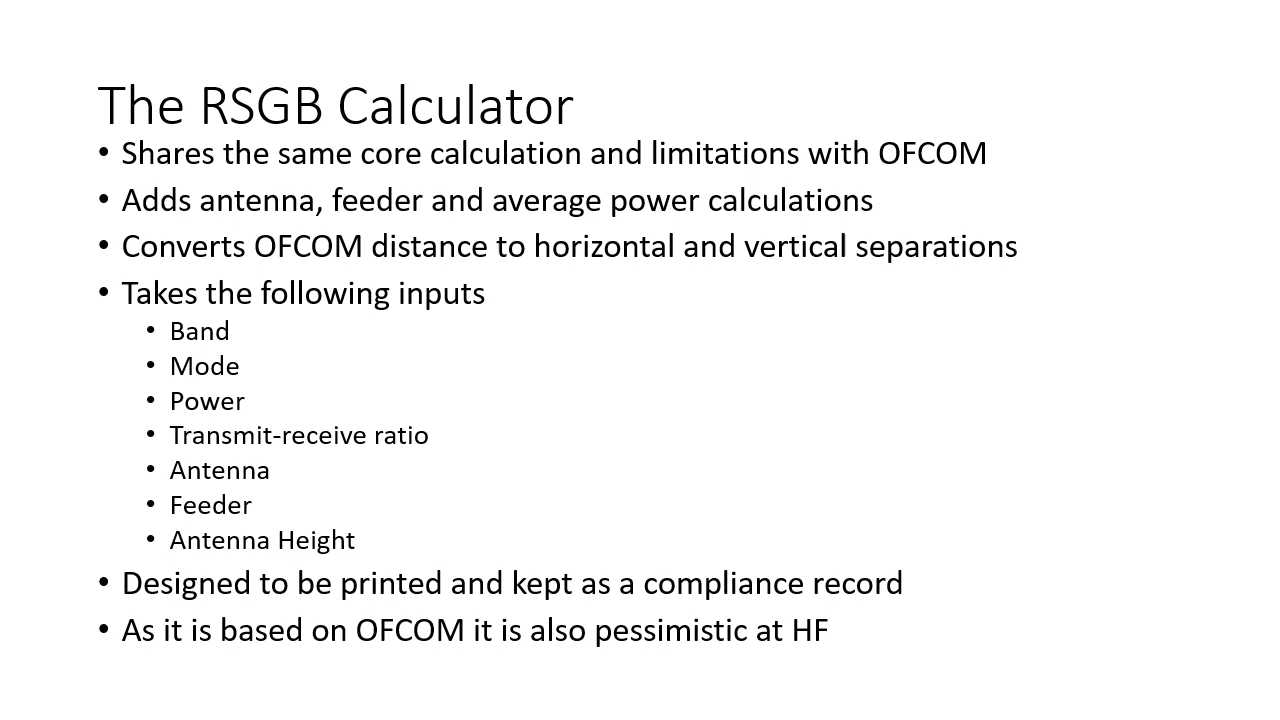 The RSGB Calculator
• Shares the same core calculation and limitations with OFCOM
• Adds antenna, feeder and average power calculations
• Converts OFCOM distance to horizontal and vertical separations
• Takes the following inputs
• Band
• Mode
• Power
• Transmit-receive ratio
• Antenna
• Feeder
• Antenna Height
• Designed to be printed and kept as a compliance record
• As it is based on OFCOM it is also pessimistic at HF